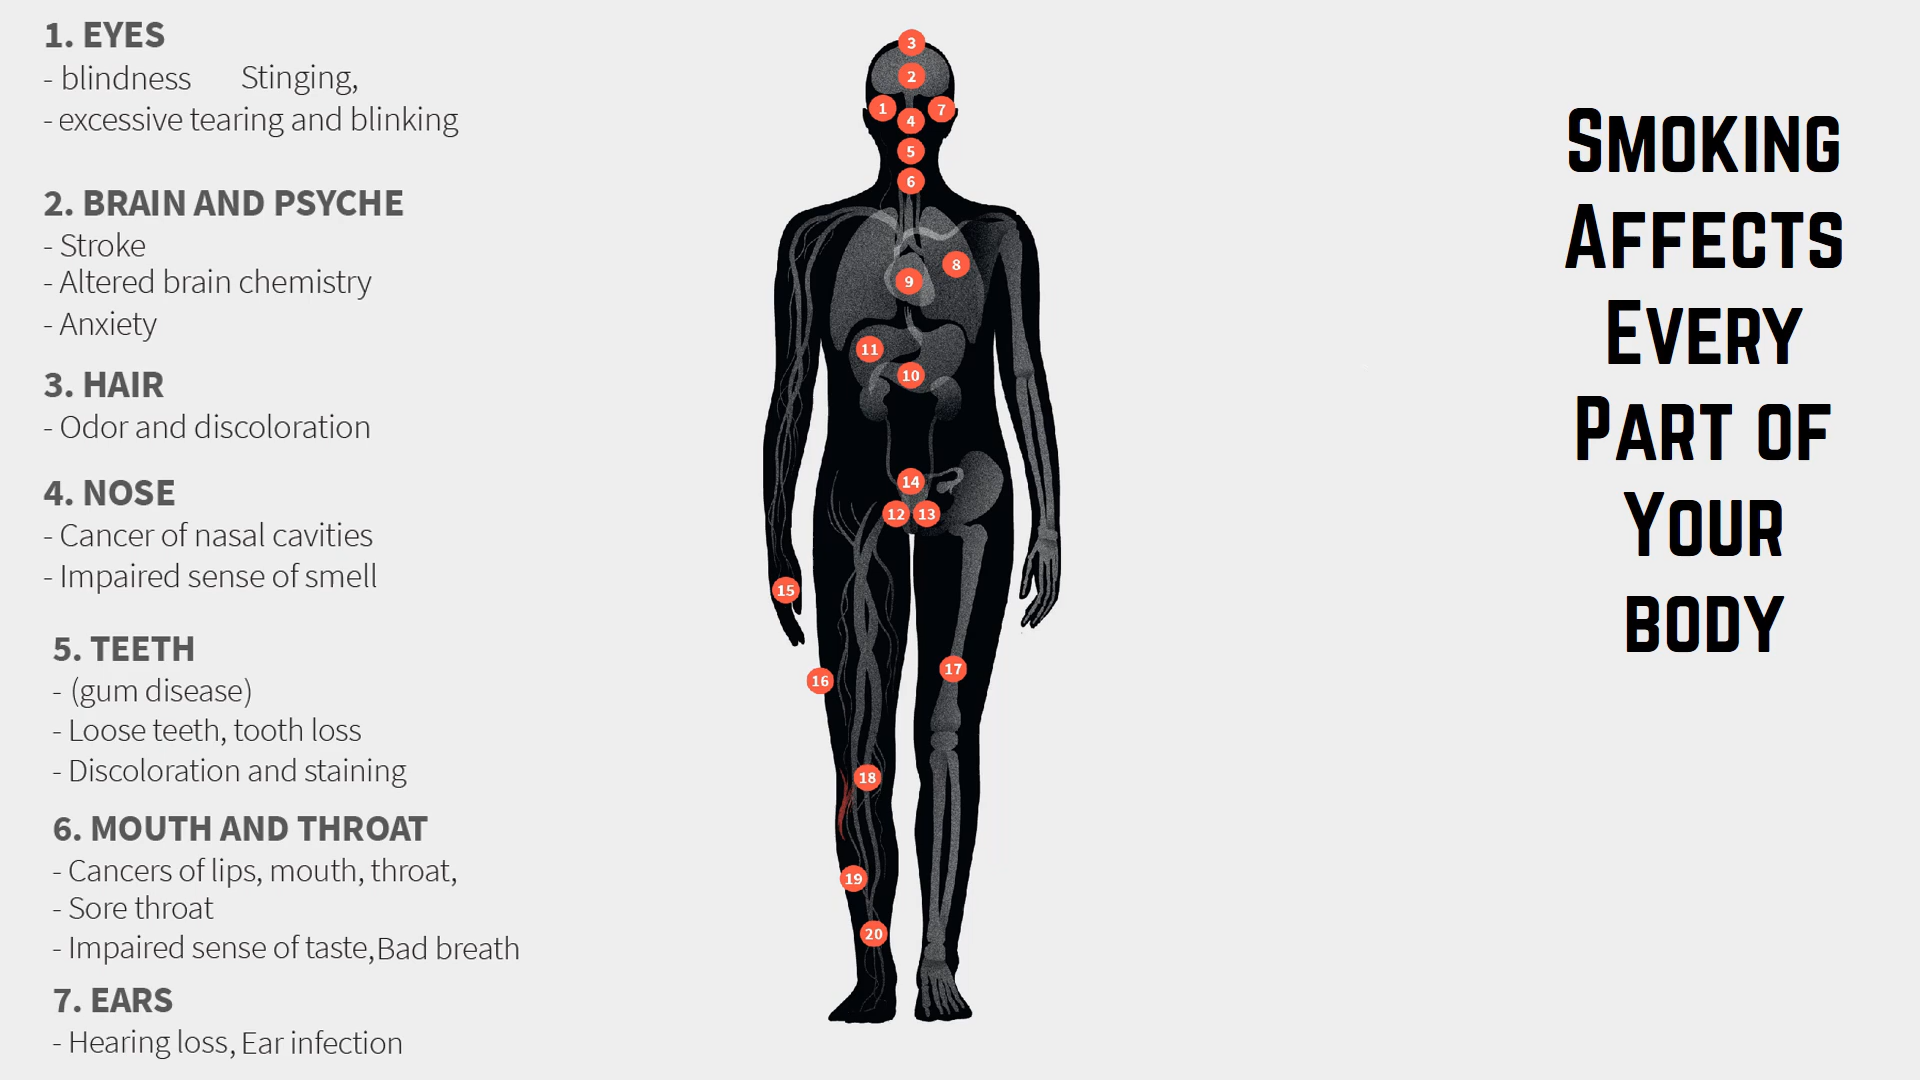 1. EYES
- blindness Stinging,
- excessive tearing and blinking
2. BRAIN AND PSYCHE
- Stroke
- Altered brain chemistry
- Anxiety
3. HAIR
- Odor and discoloration
4. NOSE
- Cancer of nasal cavities
- Impaired sense of smell
5. TEETH
- (gum disease)
- Loose teeth, tooth loss
- Discoloration and staining
6. MOUTH AND THROAT
- Cancers of lips, mouth, throat,
- Sore throat
- Impaired sense of taste, Bad breath
7. EARS
- Hearing loss, Ear infection
3
2
1
7
4
5
6
8
9
11
10
14
12 13
15
17
16
18
19
20
SMOKING
AFFECTS
EVERY
PART OF
YOUR
BODY